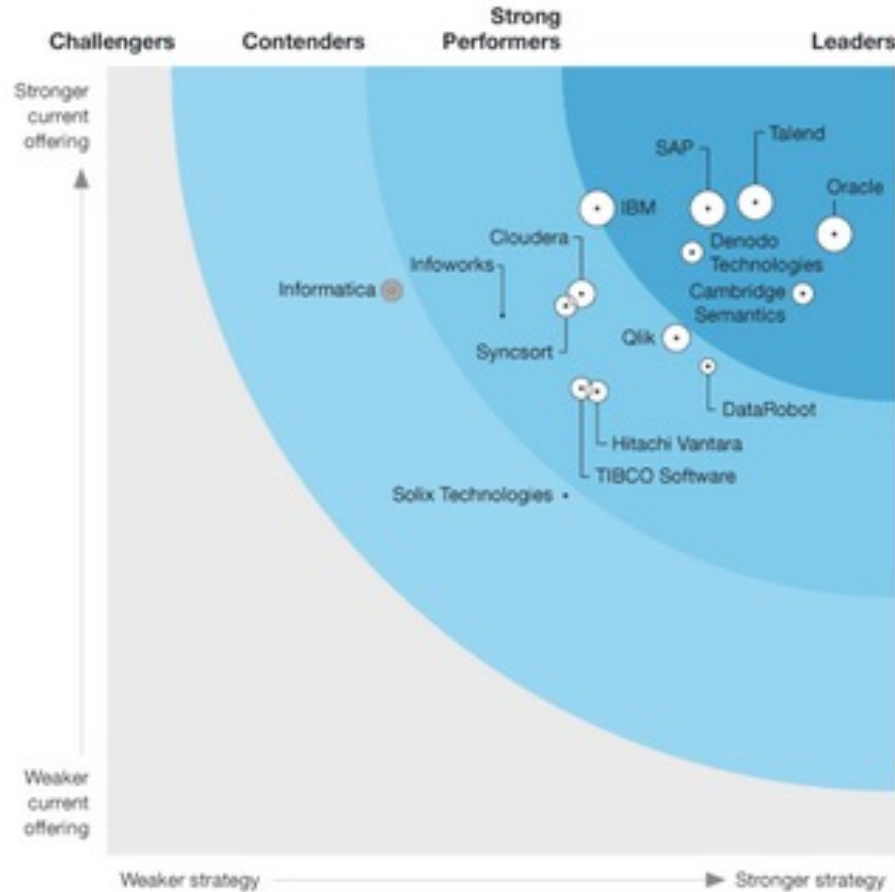 Challengers
Contenders
Strong
Performers
Leaders
Stronger
current
offering
Talend
SAP
Oracle
IBM
Cloudera
Denodo
Technologies
Infoworks
Informatica
Cambridge
Semantics
Syncsort
Qlik
DataRobot
Hitachi Vantara
TIBCO Software
Solix Technologies
Weaker
current
offering
Weaker strategy
Stronger strategy